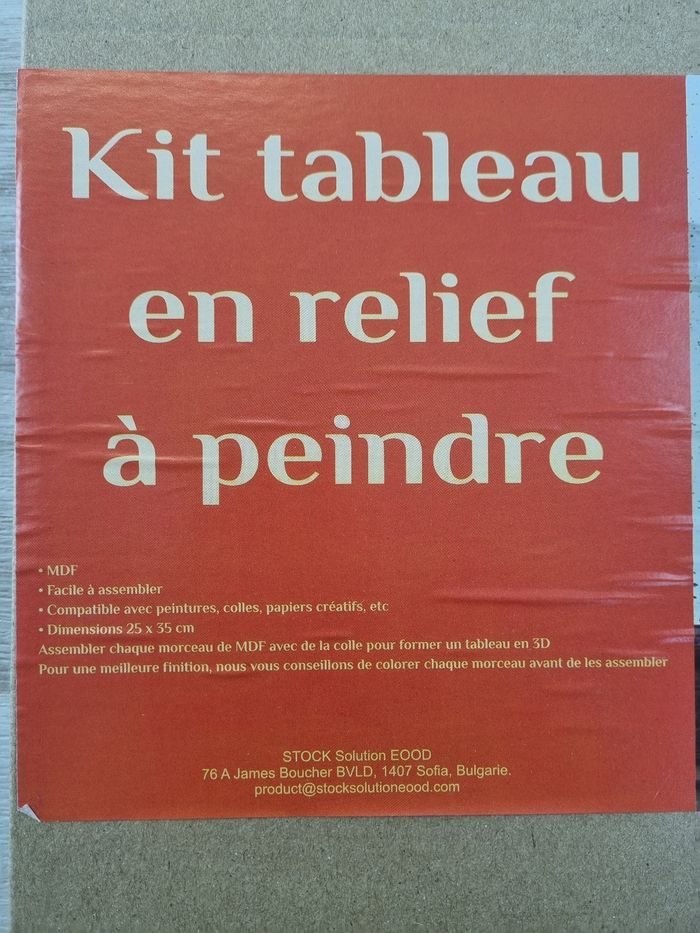 Kit tableau
en relief
à peindre
• MDF
• Facile à assembler
• Compatible avec peintures, colles, papiers créatifs, etc
• Dimensions 25 x 35 cm
Assembler chaque morceau de MDF avec de la colle pour former un tableau en 3D
Pour une meilleure finition, nous vous conseillons de colorer chaque morceau avant de les assembler
STOCK Solution EOOD
76 A James Boucher BVLD, 1407 Sofia, Bulgarie.
product@stocksolutioneood.com